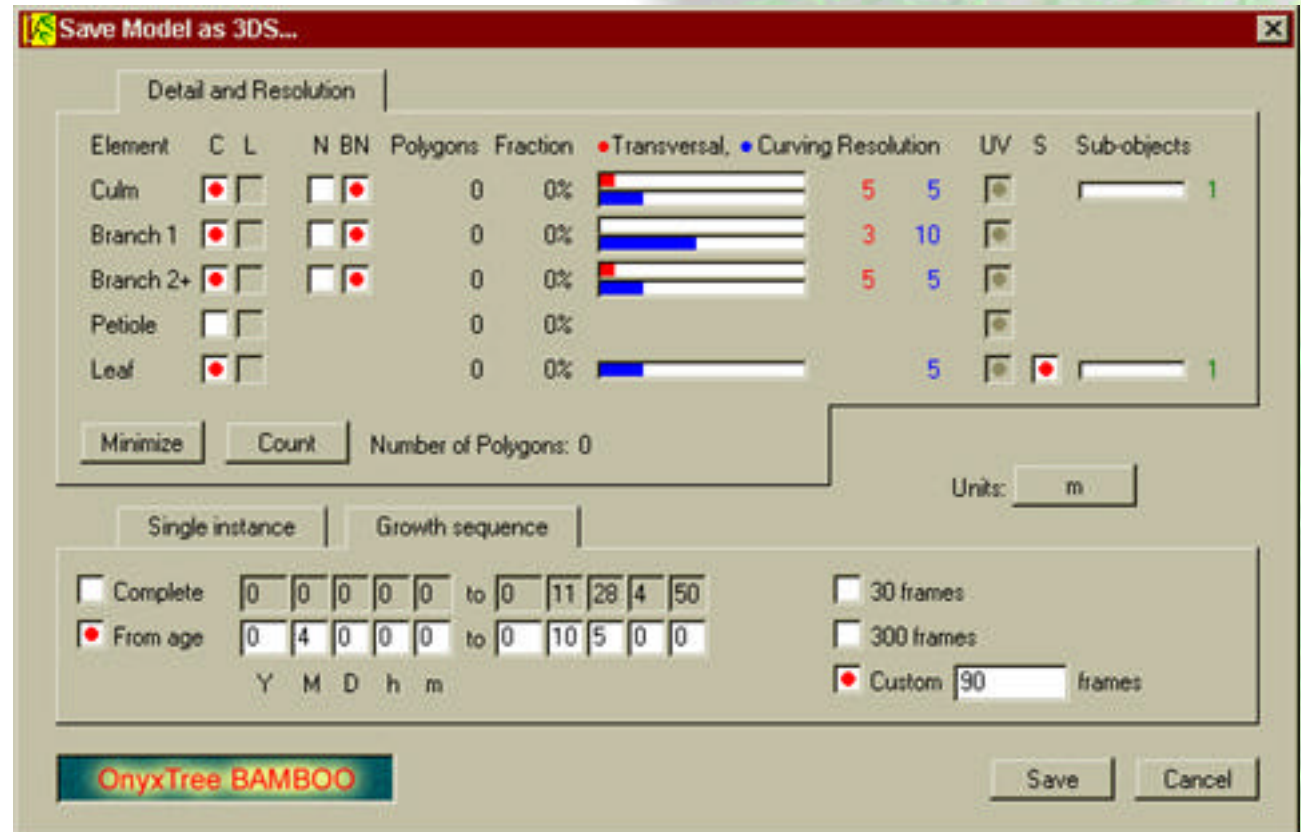 Save Model as 3DS...
Detail and Resolution
Element C L N BN Polygons Fraction Transversal, Curving Resolution UV S Sub-objects
Culm 0 0% 5 5 1
Branch 1 0 0% 3 10
Branch 2+ 0 0% 5 5
Petiole 0 0%
Leaf 0 0% 5 1
Minimize Count Number of Polygons: 0
Units: m
Single instance Growth sequence
Complete 0 0 0 0 0 to 0 11 28 4 50 30 frames
From age 0 4 0 0 0 to 0 10 5 0 0 300 frames
Y M D h m Custom 90 frames
OnyxTree BAMBOO Save Cancel